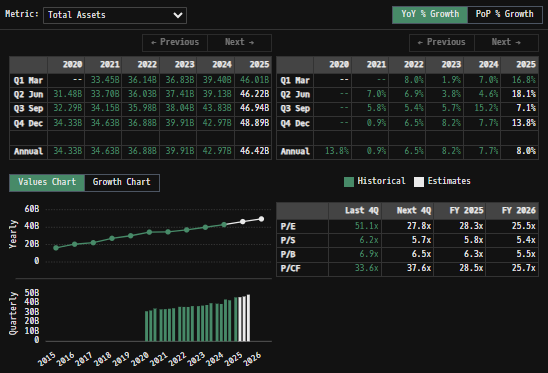 Metric: Total Assets YoY % Growth PoP % Growth
← Previous Next → ← Previous Next →
2020 2021 2022 2023 2024 2025 2020 2021 2022 2023 2024 2025
Q1 Mar -- 33.45B 36.14B 36.83B 39.40B 46.01B Q1 Mar -- -- 8.0% 1.9% 7.0% 16.8%
Q2 Jun 31.48B 33.70B 36.03B 37.41B 39.13B 46.22B Q2 Jun -- 7.0% 6.9% 3.8% 4.6% 18.1%
Q3 Sep 32.29B 34.15B 35.98B 38.04B 43.83B 46.94B Q3 Sep -- 5.8% 5.4% 5.7% 15.2% 7.1%
Q4 Dec 34.33B 34.63B 36.88B 39.91B 42.97B 48.89B Q4 Dec -- 0.9% 6.5% 8.2% 7.7% 13.8%
Annual 34.33B 34.63B 36.88B 39.91B 42.97B 46.42B Annual 13.8% 0.9% 6.5% 8.2% 7.7% 8.0%
Values Chart Growth Chart Historical Estimates
Yearly
60B
40B
20B
0
Last 4Q Next 4Q FY 2025 FY 2026
P/E 51.1x 27.8x 28.3x 25.5x
P/S 6.2x 5.7x 5.8x 5.4x
P/B 6.9x 6.5x 6.3x 5.5x
P/CF 33.6x 37.6x 28.5x 25.7x
Quarterly
50B
40B
30B
20B
10B
0
2015 2016 2017 2018 2019 2020 2021 2022 2023 2024 2025 2026